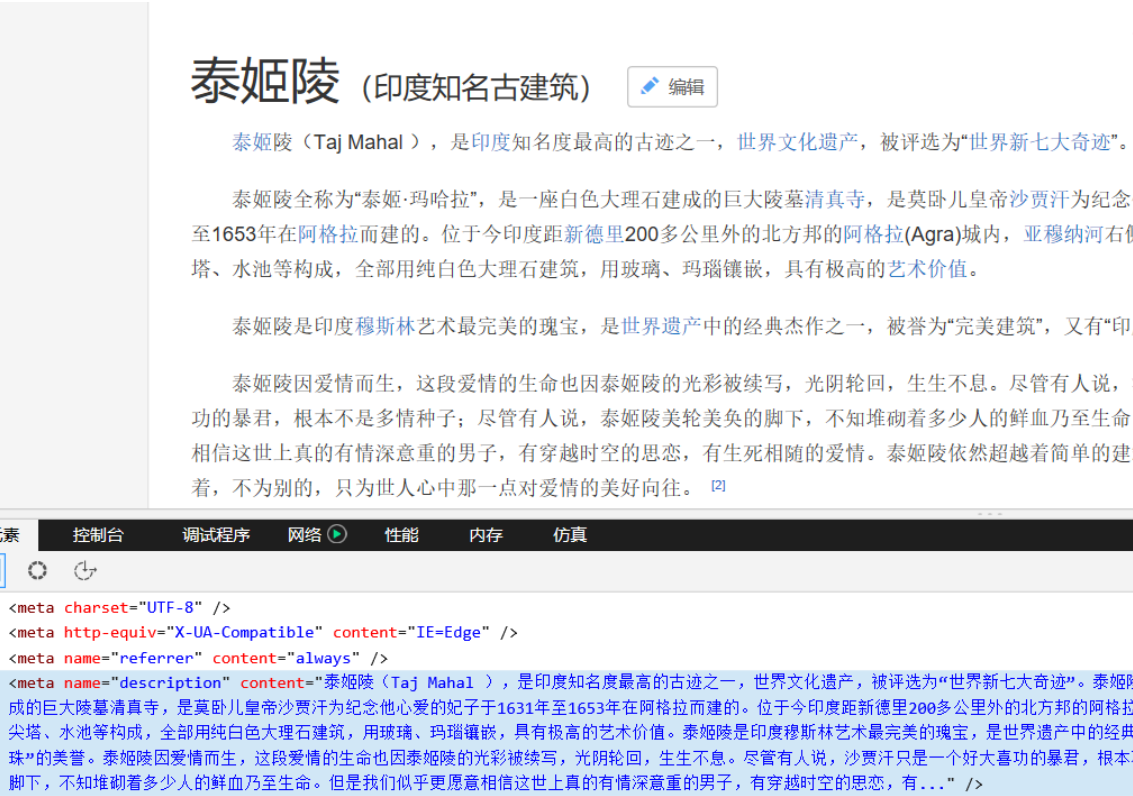 泰姬陵（印度知名古建筑） 编辑
泰姬陵（Taj Mahal ），是印度知名度最高的古迹之一，世界文化遗产，被评选为“世界新七大奇迹”。
泰姬陵全称为“泰姬·玛哈拉”，是一座白色大理石建成的巨大陵墓清真寺，是莫卧儿皇帝沙贾汗为纪念
至1653年在阿格拉而建的。位于今印度距新德里200多公里外的北方邦的阿格拉(Agra)城内，亚穆纳河右
塔、水池等构成，全部用纯白色大理石建筑，用玻璃、玛瑙镶嵌，具有极高的艺术价值。
泰姬陵是印度穆斯林艺术最完美的瑰宝，是世界遗产中的经典杰作之一，被誉为“完美建筑”，又有“印
泰姬陵因爱情而生，这段爱情的生命也因泰姬陵的光彩被续写，光阴轮回，生生不息。尽管有人说，
功的暴君，根本不是多情种子；尽管有人说，泰姬陵美轮美奂的脚下，不知堆砌着多少人的鲜血乃至生命
相信这世上真的有情深意重的男子，有穿越时空的思恋，有生死相随的爱情。泰姬陵依然超越着简单的建
着，不为别的，只为世人心中那一点对爱情的美好向往。 [2]
素 控制台 调试程序 网络 性能 内存 仿真
<meta charset="UTF-8" />
<meta http-equiv="X-UA-Compatible" content="IE=Edge" />
<meta name="referrer" content="always" />
<meta name="description" content="泰姬陵（Taj Mahal ），是印度知名度最高的古迹之一，世界文化遗产，被评选为“世界新七大奇迹”。泰姬陵
成的巨大陵墓清真寺，是莫卧儿皇帝沙贾汗为纪念他心爱的妃子于1631年至1653年在阿格拉而建的。位于今印度距新德里200多公里外的北方邦的阿格拉
尖塔、水池等构成，全部用纯白色大理石建筑，用玻璃、玛瑙镶嵌，具有极高的艺术价值。泰姬陵是印度穆斯林艺术最完美的瑰宝，是世界遗产中的经典
珠”的美誉。泰姬陵因爱情而生，这段爱情的生命也因泰姬陵的光彩被续写，光阴轮回，生生不息。尽管有人说，沙贾汗只是一个好大喜功的暴君，根本
脚下，不知堆砌着多少人的鲜血乃至生命。但是我们似乎更愿意相信这世上真的有情深意重的男子，有穿越时空的思恋，有..." />